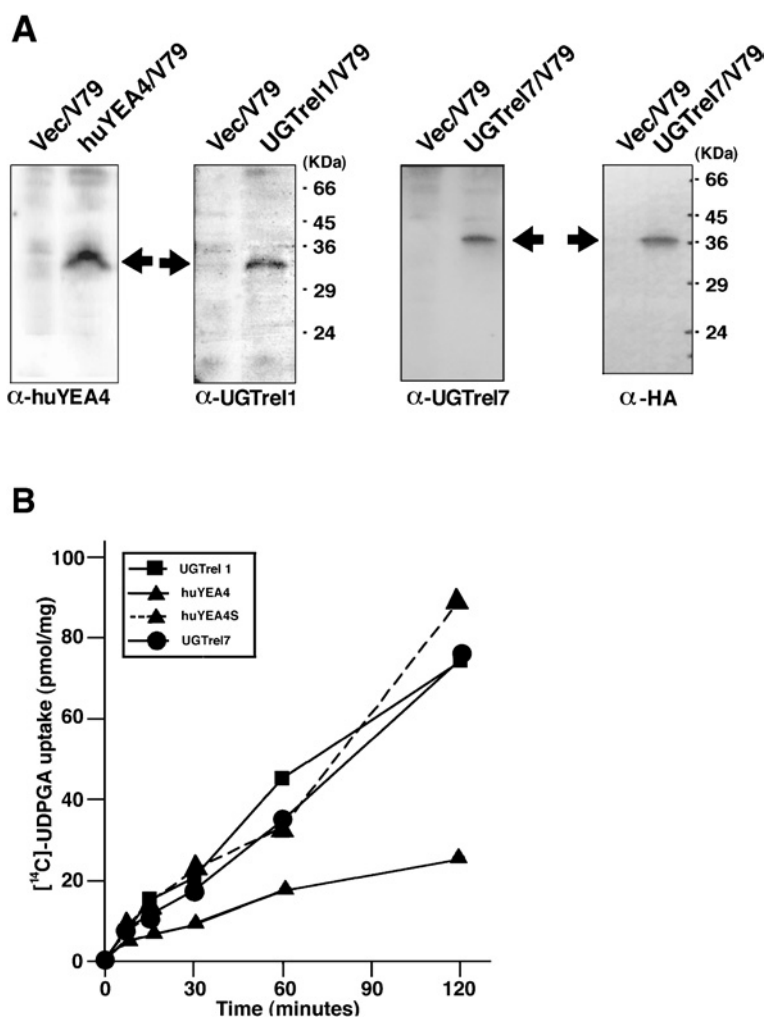 A
Vec/V79
huYEA4/V79
Vec/V79
UGTrel1/V79
Vec/V79
UGTrel7/V79
Vec/V79
UGTrel7/V79
(KDa)
66
45
36
29
24
(KDa)
66
45
36
29
24
α-huYEA4
α-UGTrel1
α-UGTrel7
α-HA
B
[¹⁴C]-UDPGA uptake (pmol/mg)
100
80
60
40
20
0
UGTrel 1
huYEA4
huYEA4S
UGTrel7
0
30
60
90
120
Time (minutes)